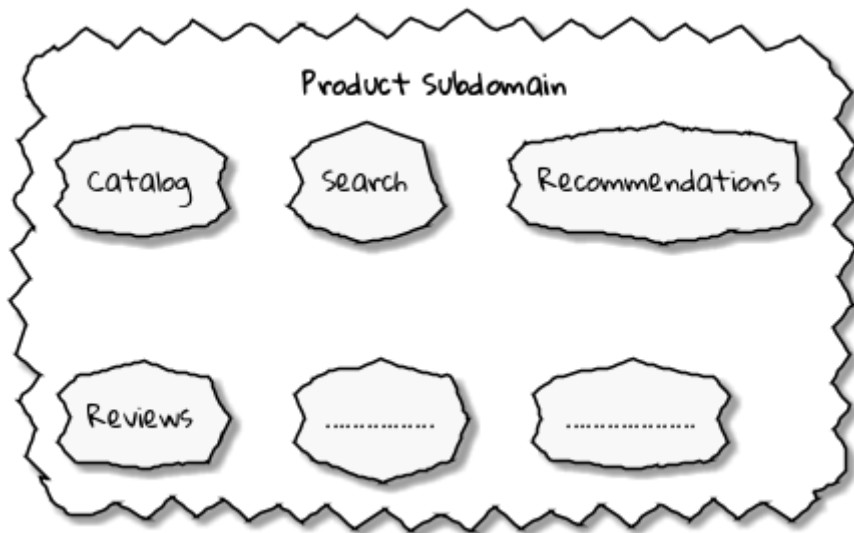 Product Subdomain
Catalog
Search
Recommendations
Reviews
...............
..................